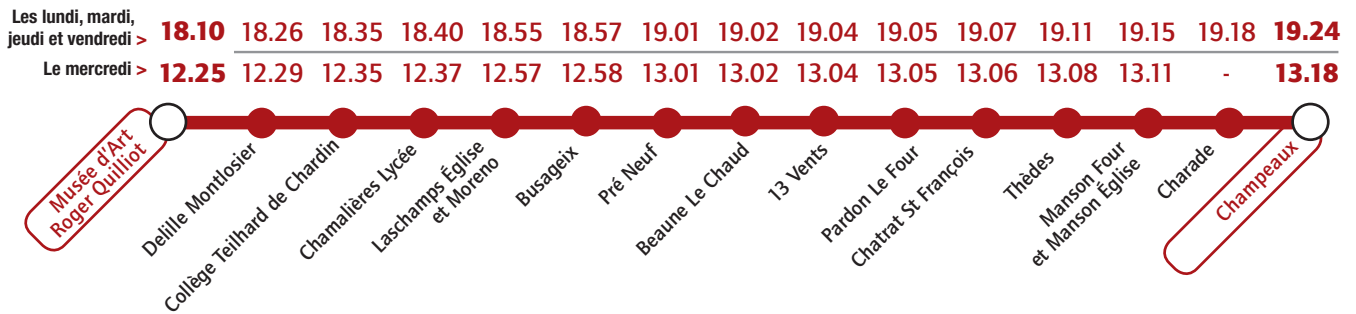 Les lundi, mardi,
jeudi et vendredi > 18.10 18.26 18.35 18.40 18.55 18.57 19.01 19.02 19.04 19.05 19.07 19.11 19.15 19.18 19.24
Le mercredi > 12.25 12.29 12.35 12.37 12.57 12.58 13.01 13.02 13.04 13.05 13.06 13.08 13.11 - 13.18
Musée d'Art
Roger Quilliot
Delille Montlosier
Collège Teilhard de Chardin
Chamalières Lycée
Laschamps Église
et Moreno
Busageix
Pré Neuf
Beaune Le Chaud
13 Vents
Pardon Le Four
Chatrat St François
Thèdes
Manson Four
et Manson Église
Charade
Champeaux